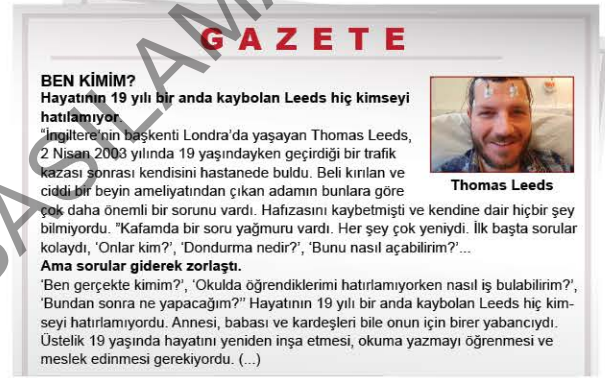 GAZETE
BEN KİMİM?
Hayatının 19 yılı bir anda kaybolan Leeds hiç kimseyi
hatılamıyor.
"İngiltere'nin başkenti Londra'da yaşayan Thomas Leeds,
2 Nisan 2003 yılında 19 yaşındayken geçirdiği bir trafik
kazası sonrası kendisini hastanede buldu. Beli kırılan ve
ciddi bir beyin ameliyatından çıkan adamın bunlara göre
Thomas Leeds
çok daha önemli bir sorunu vardı. Hafızasını kaybetmişti ve kendine dair hiçbir şey
bilmiyordu. "Kafamda bir soru yağmuru vardı. Her şey çok yeniydi. İlk başta sorular
kolaydı, 'Onlar kim?', 'Dondurma nedir?', 'Bunu nasıl açabilirim?'...
Ama sorular giderek zorlaştı.
'Ben gerçekte kimim?', 'Okulda öğrendiklerimi hatırlamıyorken nasıl iş bulabilirim?',
'Bundan sonra ne yapacağım?" Hayatının 19 yılı bir anda kaybolan Leeds hiç kim-
seyi hatırlamıyordu. Annesi, babası ve kardeşleri bile onun için birer yabancıydı.
Üstelik 19 yaşında hayatını yeniden inşa etmesi, okuma yazmayı öğrenmesi ve
meslek edinmesi gerekiyordu. (...)